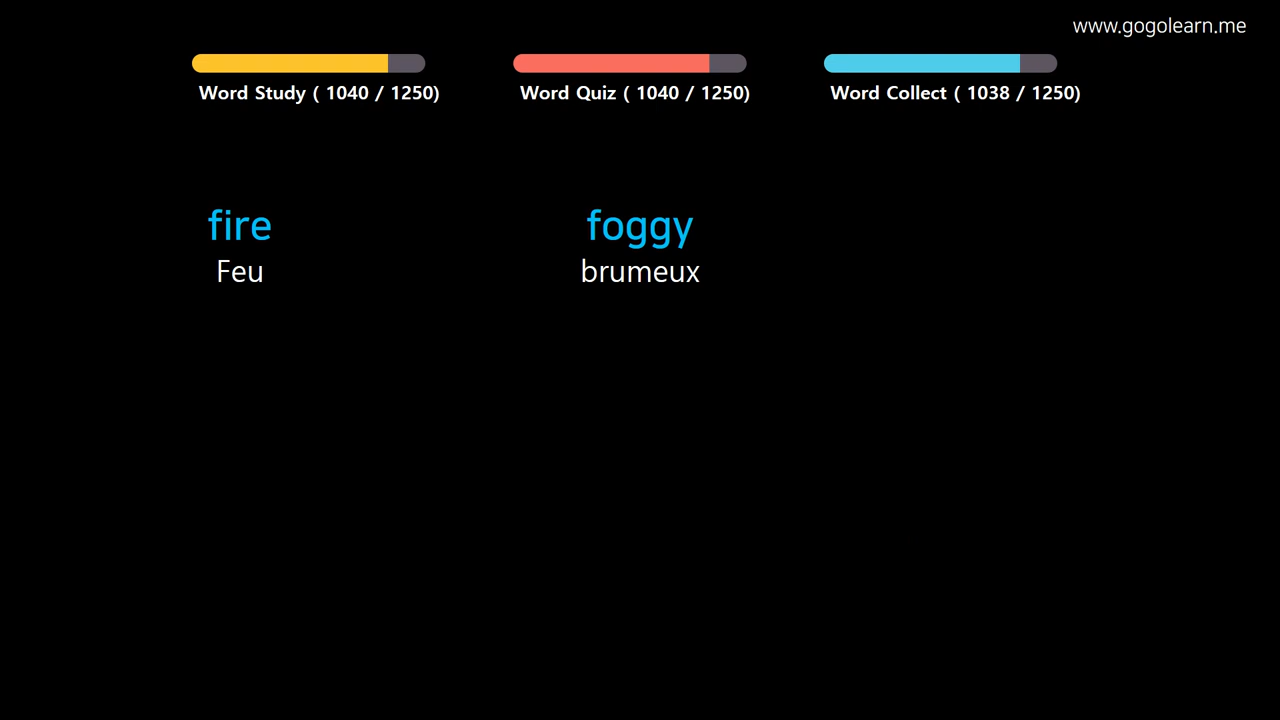 www.gogolearn.me
Word Study ( 1040 / 1250)
Word Quiz ( 1040 / 1250)
Word Collect ( 1038 / 1250)
fire
Feu
foggy
brumeux